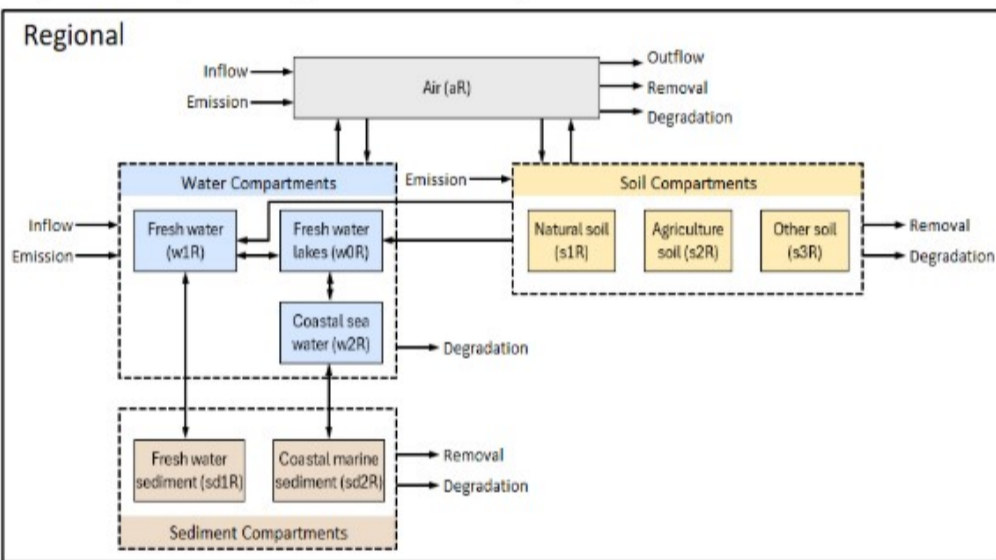 Regional
Inflow
Emission
Air (aR)
Outflow
Removal
Degradation
Water Compartments
Emission
Soil Compartments
Inflow
Emission
Fresh water
(w1R)
Fresh water
lakes (w0R)
Natural soil
(s1R)
Agriculture
soil (s2R)
Other soil
(s3R)
Removal
Degradation
Coastal sea
water (w2R)
Degradation
Fresh water
sediment (sd1R)
Coastal marine
sediment (sd2R)
Removal
Degradation
Sediment Compartments